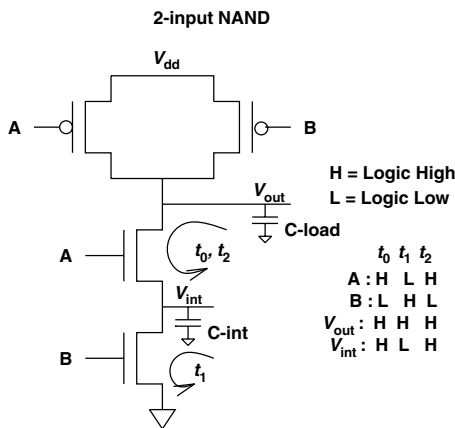 2-input NAND
Vdd
A
B
H = Logic High
L = Logic Low
Vout
C-load
A
t0, t2
Vint
C-int
B
t1
t0 t1 t2
A : H L H
B : L H L
Vout : H H H
Vint : H L H